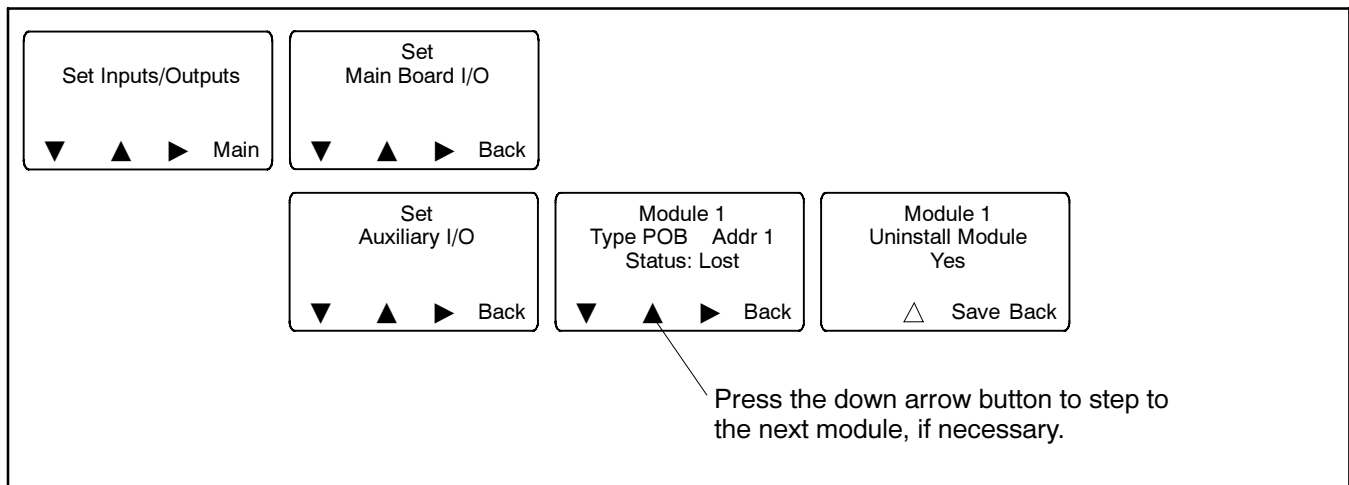 Set Inputs/Outputs
▼ ▲ ▶ Main
Set
Main Board I/O
▼ ▲ ▶ Back
Set
Auxiliary I/O
▼ ▲ ▶ Back
Module 1
Type POB Addr 1
Status: Lost
▼ ▲ ▶ Back
Module 1
Uninstall Module
Yes
△ Save Back
Press the down arrow button to step to
the next module, if necessary.